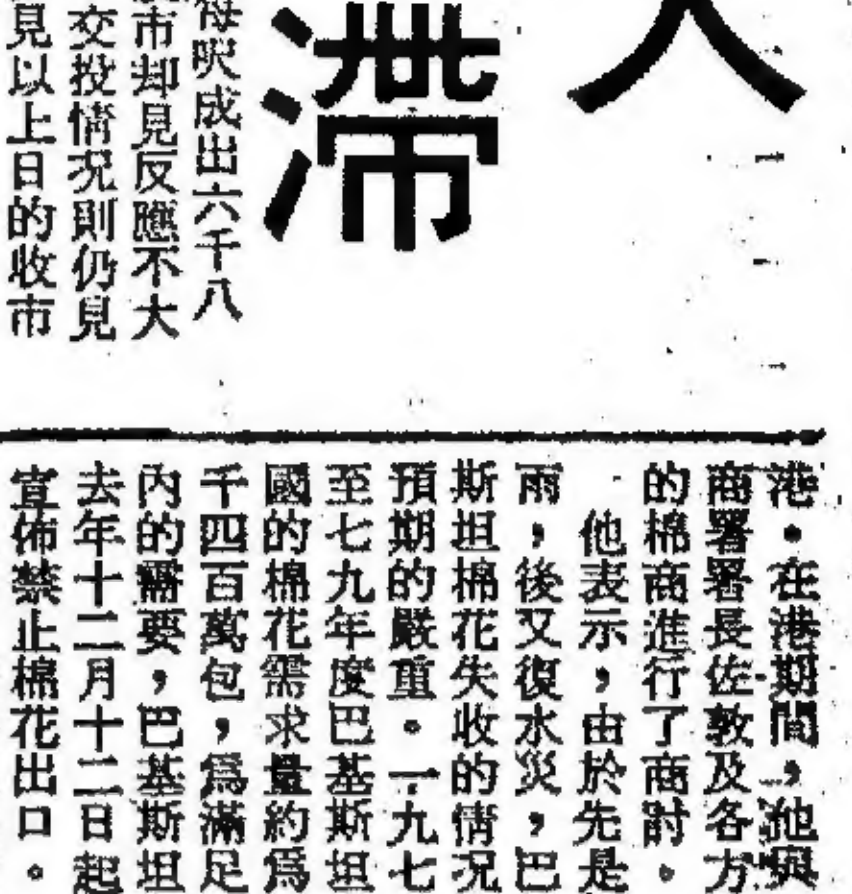 人
滯
每呎成出六千八
市却見反應不大
交投情況則仍見
見以上日的收市
港。在港期間，他與
商署署長佐敦及各方
的棉商進行了商討。
他表示，由於先是
雨，後又復水災，巴
斯坦棉花失收的情況
預期的嚴重。一九七
至七九年度巴基斯坦
國的棉花需求量約爲
千四百萬包，爲滿足
內的需要，巴基斯坦
去年十二月十二日起
宣佈禁止棉花出口。